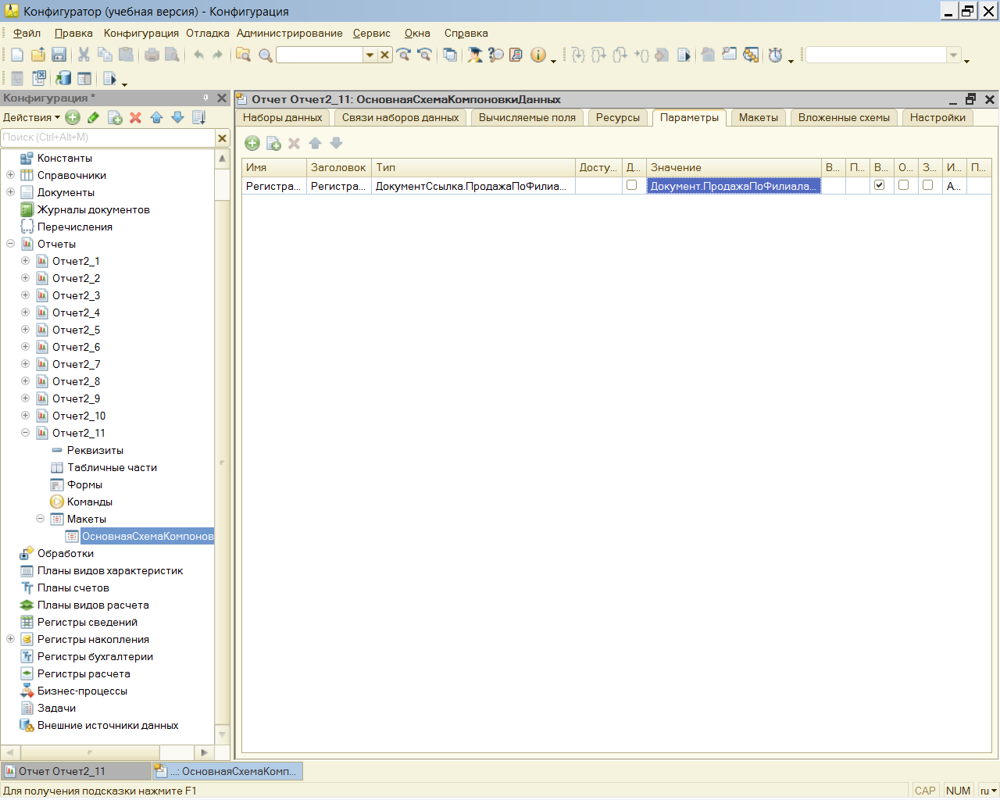 Конфигуратор (учебная версия) - Конфигурация
Файл Правка Конфигурация Отладка Администрирование Сервис Окна Справка
Конфигурация *
Действия
Поиск (Ctrl+Alt+M)
Константы
Справочники
Документы
Журналы документов
Перечисления
Отчеты
Отчет2_1
Отчет2_2
Отчет2_3
Отчет2_4
Отчет2_5
Отчет2_6
Отчет2_7
Отчет2_8
Отчет2_9
Отчет2_10
Отчет2_11
Реквизиты
Табличные части
Формы
Команды
Макеты
ОсновнаяСхемаКомпонов
Обработки
Планы видов характеристик
Планы счетов
Планы видов расчета
Регистры сведений
Регистры накопления
Регистры бухгалтерии
Регистры расчета
Бизнес-процессы
Задачи
Внешние источники данных
Отчет Отчет2_11: ОсновнаяСхемаКомпоновкиДанных
Наборы данных Связи наборов данных Вычисляемые поля Ресурсы Параметры Макеты Вложенные схемы Настройки
Имя Заголовок Тип Досту... Д... Значение В... П... В... О... З... И... П...
Регистра... Регистра... ДокументСсылка.ПродажаПоФилиа... Документ.ПродажаПоФилиала... А...
Отчет Отчет2_11 ...: ОсновнаяСхемаКомп...
Для получения подсказки нажмите F1 CAP NUM ru